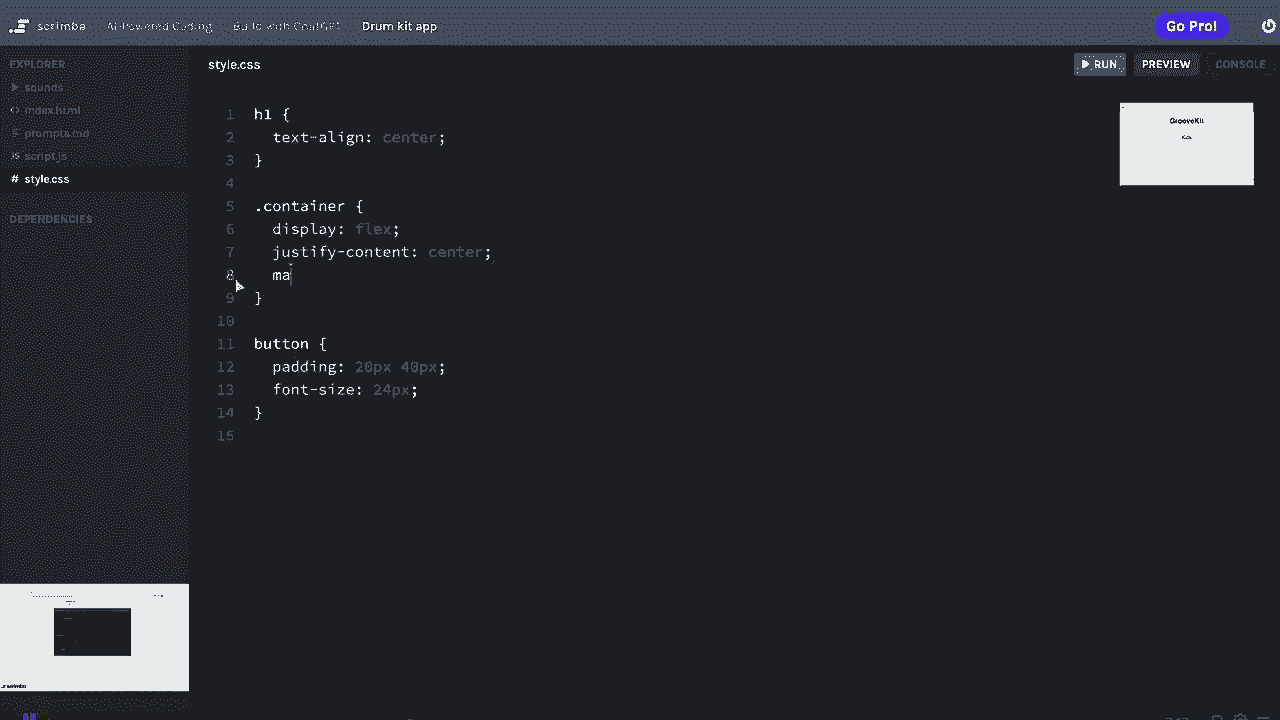 scrimba AI-Powered Coding Build with ChatGPT Drum kit app Go Pro!
EXPLORER
sounds
index.html
prompts.md
JS script.js
# style.css
DEPENDENCIES
style.css
RUN PREVIEW CONSOLE
1 h1 {
2 text-align: center;
3 }
4
5 .container {
6 display: flex;
7 justify-content: center;
8 ma
9 }
10
11 button {
12 padding: 20px 40px;
13 font-size: 24px;
14 }
15
GrooveKit
Kick
scrimba